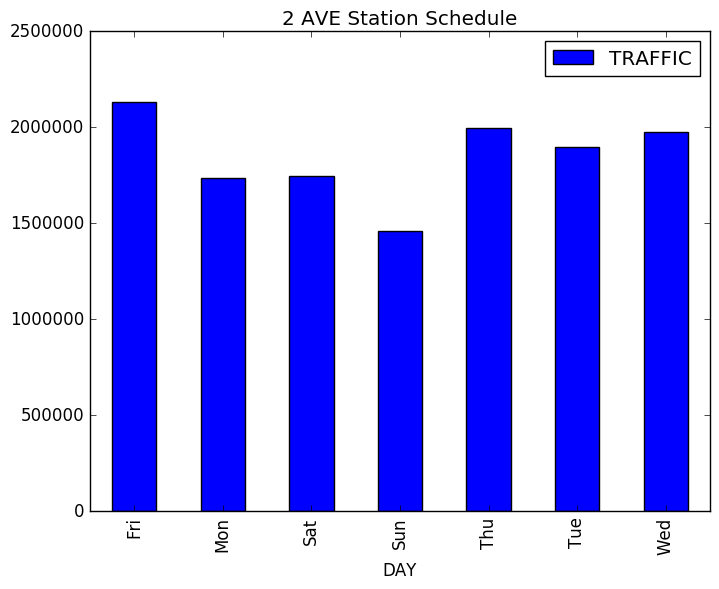 2 AVE Station Schedule
2500000
2000000
1500000
1000000
500000
0
TRAFFIC
Fri
Mon
Sat
Sun
Thu
Tue
Wed
DAY